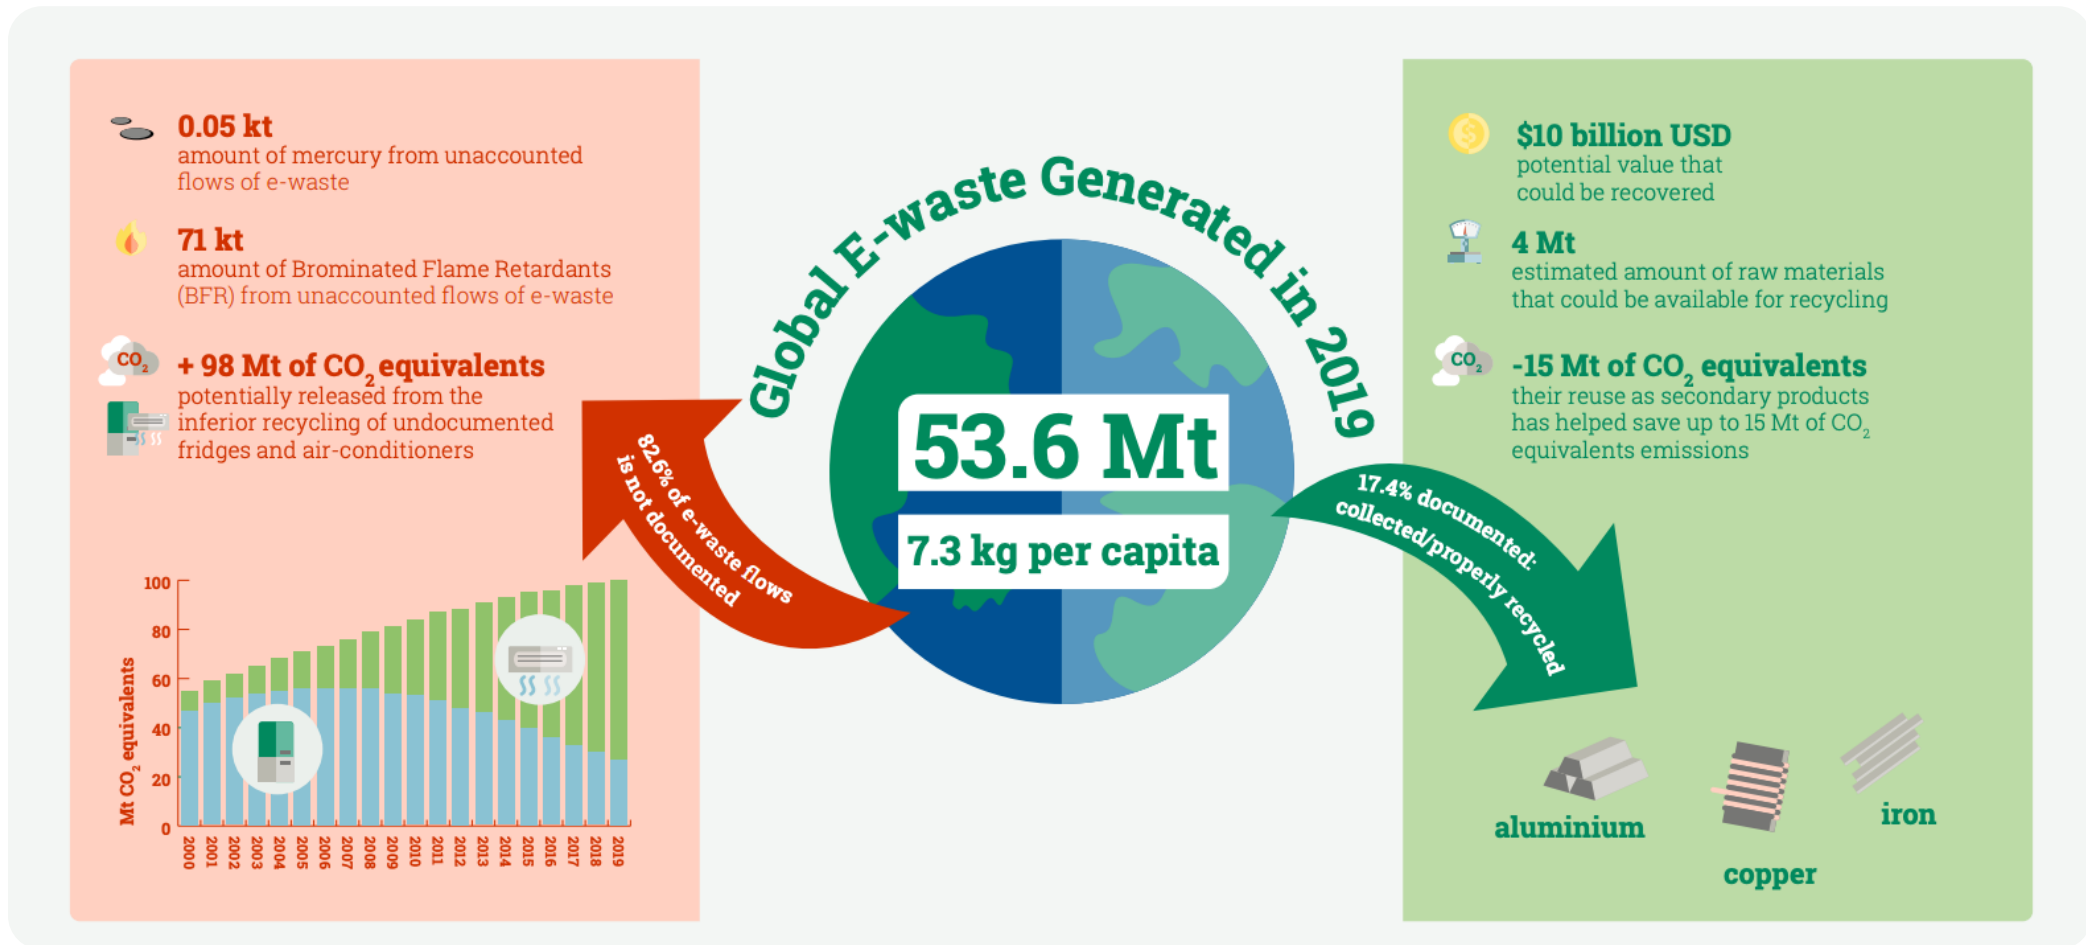 0.05 kt
amount of mercury from unaccounted
flows of e-waste
71 kt
amount of Brominated Flame Retardants
(BFR) from unaccounted flows of e-waste
CO₂
+ 98 Mt of CO₂ equivalents
potentially released from the
inferior recycling of undocumented
fridges and air-conditioners
Mt CO₂ equivalents
100
80
60
40
20
0
2000 2001 2002 2003 2004 2005 2006 2007 2008 2009 2010 2011 2012 2013 2014 2015 2016 2017 2018 2019
82.6% of e-waste flows
is not documented
Global E-waste Generated in 2019
53.6 Mt
7.3 kg per capita
17.4% documented:
collected/properly recycled
$
$10 billion USD
potential value that
could be recovered
4 Mt
estimated amount of raw materials
that could be available for recycling
CO₂
-15 Mt of CO₂ equivalents
their reuse as secondary products
has helped save up to 15 Mt of CO₂
equivalents emissions
aluminium
copper
iron